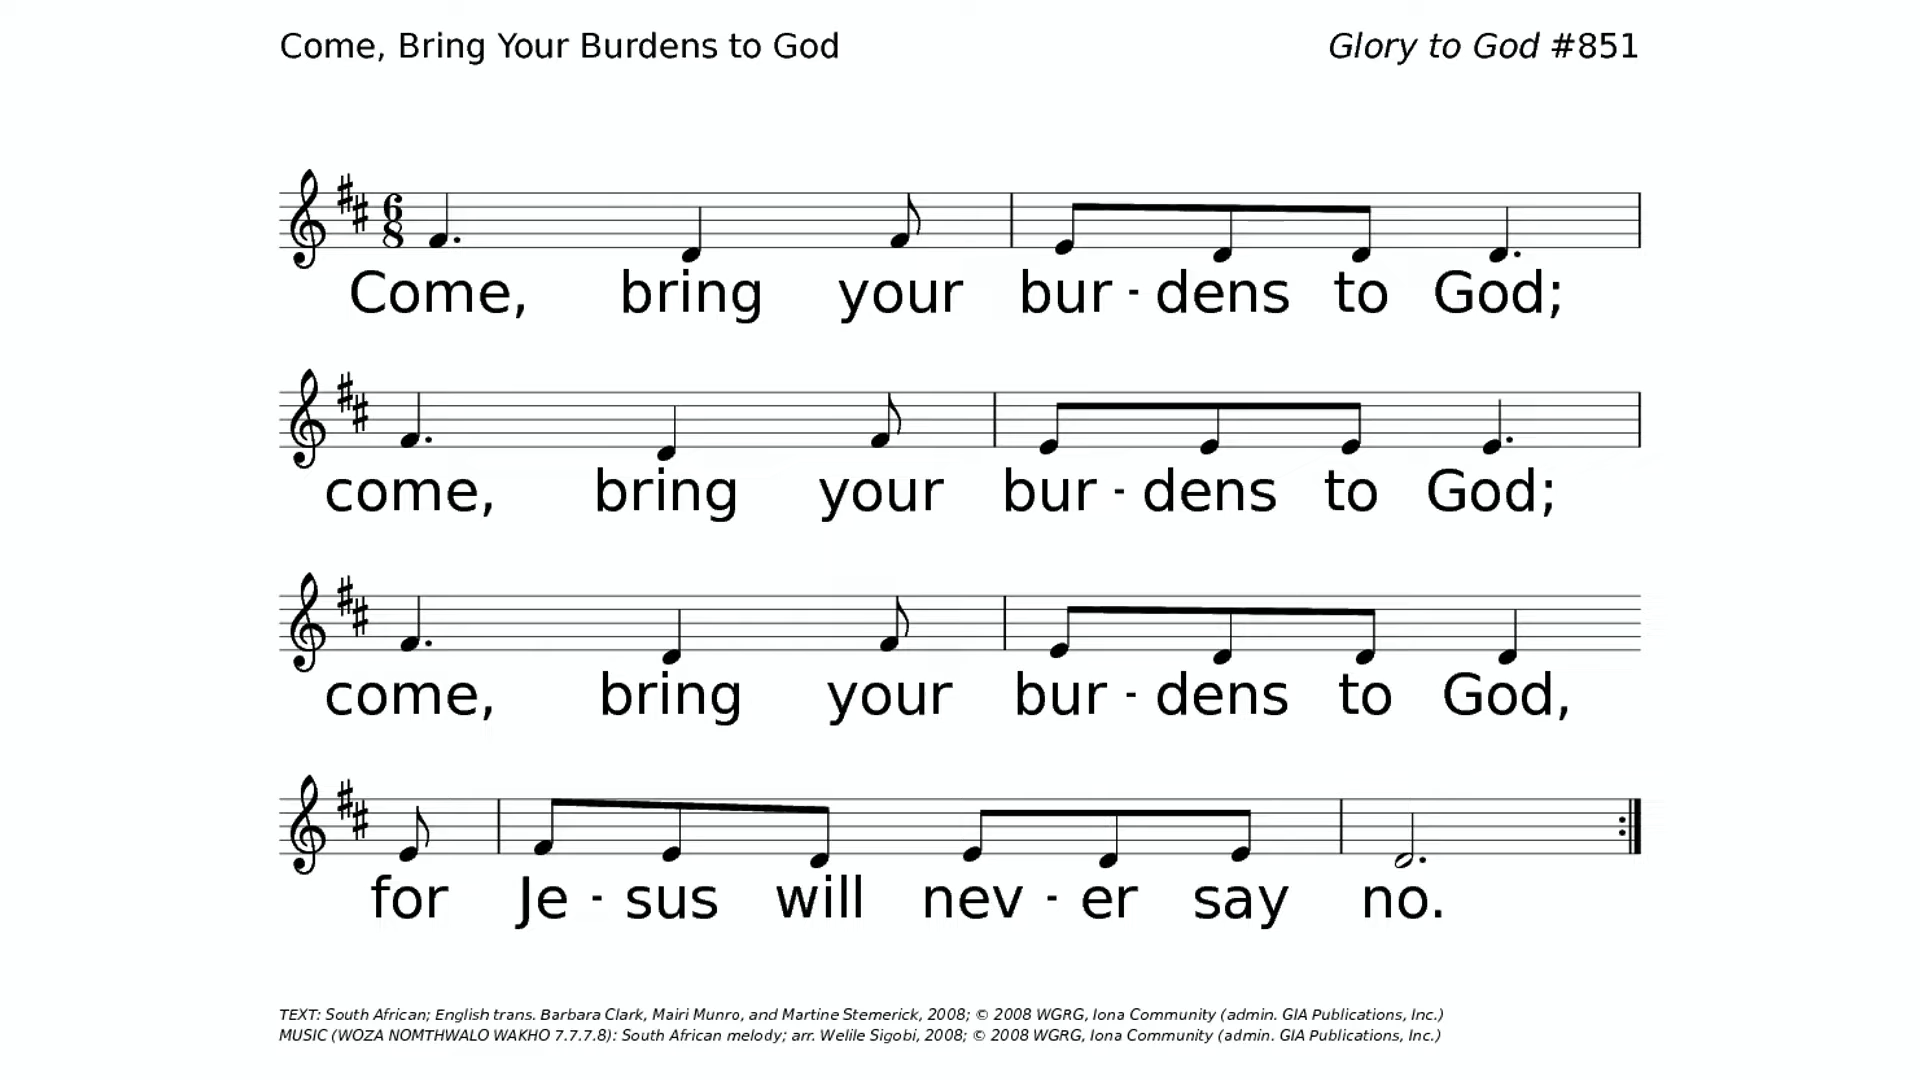 Come, Bring Your Burdens to God
Glory to God #851
6
8
Come, bring your bur - dens to God;
come, bring your bur - dens to God;
come, bring your bur - dens to God,
for Je - sus will nev - er say no.
TEXT: South African; English trans. Barbara Clark, Mairi Munro, and Martine Stemerick, 2008; © 2008 WGRG, Iona Community (admin. GIA Publications, Inc.)
MUSIC (WOZA NOMTHWALO WAKHO 7.7.7.8): South African melody; arr. Welile Sigobi, 2008; © 2008 WGRG, Iona Community (admin. GIA Publications, Inc.)